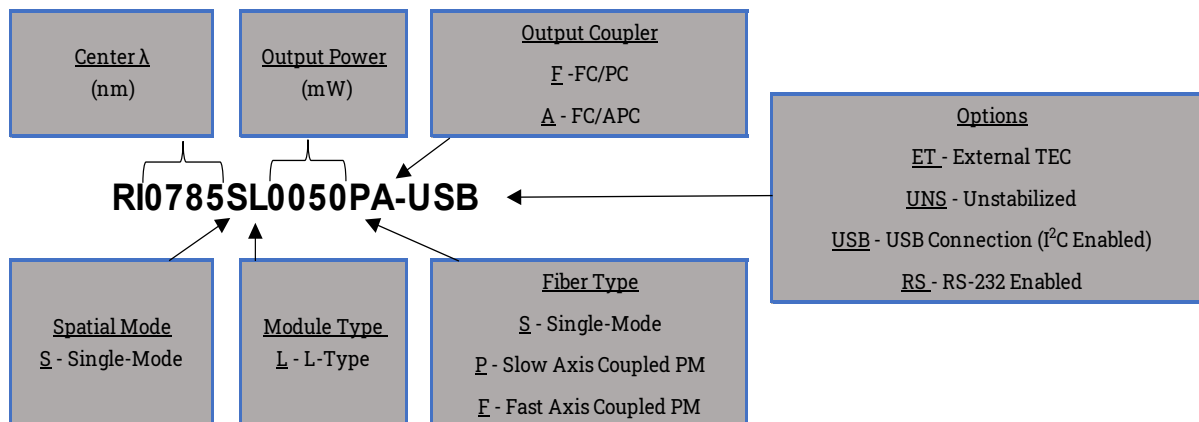 Center λ
(nm)
Output Power
(mW)
Output Coupler
F -FC/PC
A - FC/APC
Options
ET - External TEC
UNS - Unstabilized
USB - USB Connection (I²C Enabled)
RS - RS-232 Enabled
RI0785SL0050PA-USB
Spatial Mode
S - Single-Mode
Module Type
L - L-Type
Fiber Type
S - Single-Mode
P - Slow Axis Coupled PM
F - Fast Axis Coupled PM